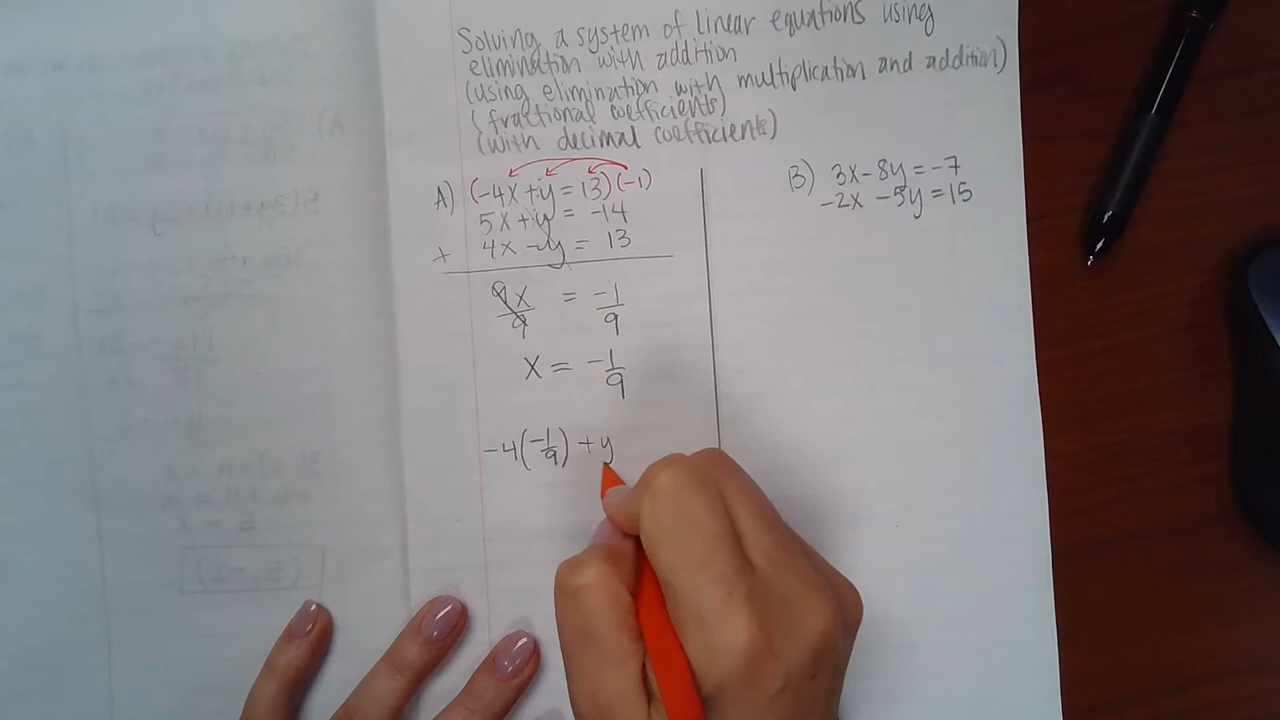 Solving a system of linear equations using
elimination with addition
(using elimination with multiplication and addition)
(fractional coefficients)
(with decimal coefficients)
A) (-4x + 1y = 13)(-1)
5x + 1y = -14
+ 4x - y = 13
9x/9 = -1/9
x = -1/9
-4(-1/9) + y
B) 3x - 8y = -7
-2x - 5y = 15